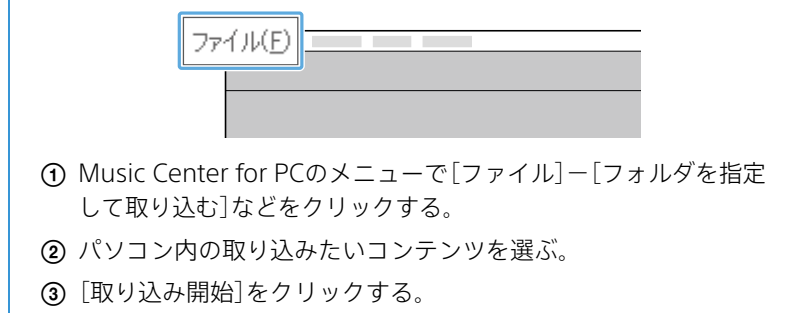 ファイル(F)
① Music Center for PCのメニューで[ファイル]－[フォルダを指定
して取り込む]などをクリックする。
② パソコン内の取り込みたいコンテンツを選ぶ。
③ [取り込み開始]をクリックする。